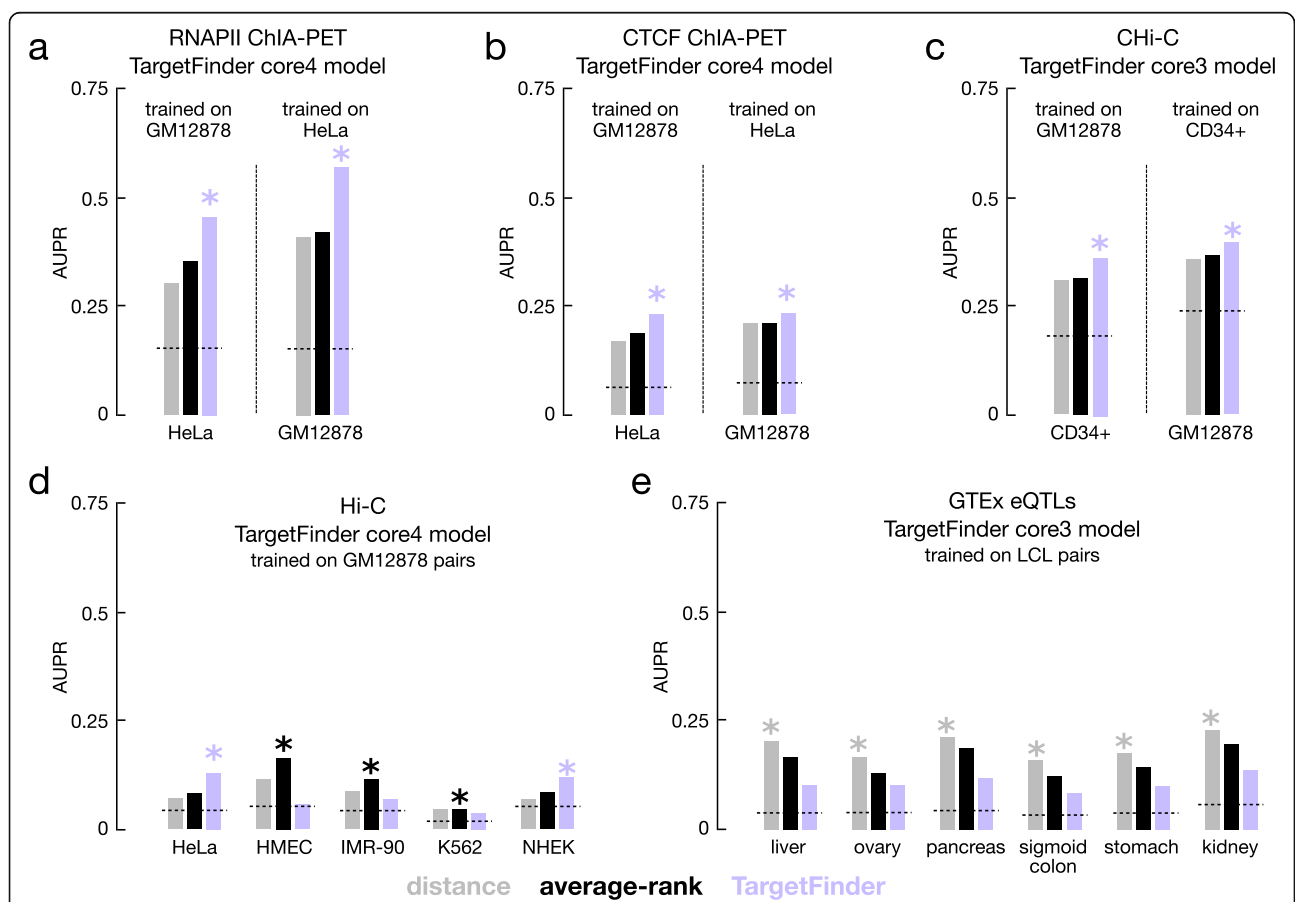 a
RNAPII ChIA-PET
TargetFinder core4 model
0.75
0.5
0.25
0
AUPR
trained on
GM12878
trained on
HeLa
*
*
HeLa
GM12878
b
CTCF ChIA-PET
TargetFinder core4 model
0.75
0.5
0.25
0
AUPR
trained on
GM12878
trained on
HeLa
*
*
HeLa
GM12878
c
CHi-C
TargetFinder core3 model
0.75
0.5
0.25
0
AUPR
trained on
GM12878
trained on
CD34+
*
*
CD34+
GM12878
d
Hi-C
TargetFinder core4 model
trained on GM12878 pairs
0.75
0.5
0.25
0
AUPR
* * * * *
HeLa HMEC IMR-90 K562 NHEK
e
GTEx eQTLs
TargetFinder core3 model
trained on LCL pairs
0.75
0.5
0.25
0
AUPR
* * * * * *
liver ovary pancreas sigmoid stomach kidney
colon
distance average-rank TargetFinder